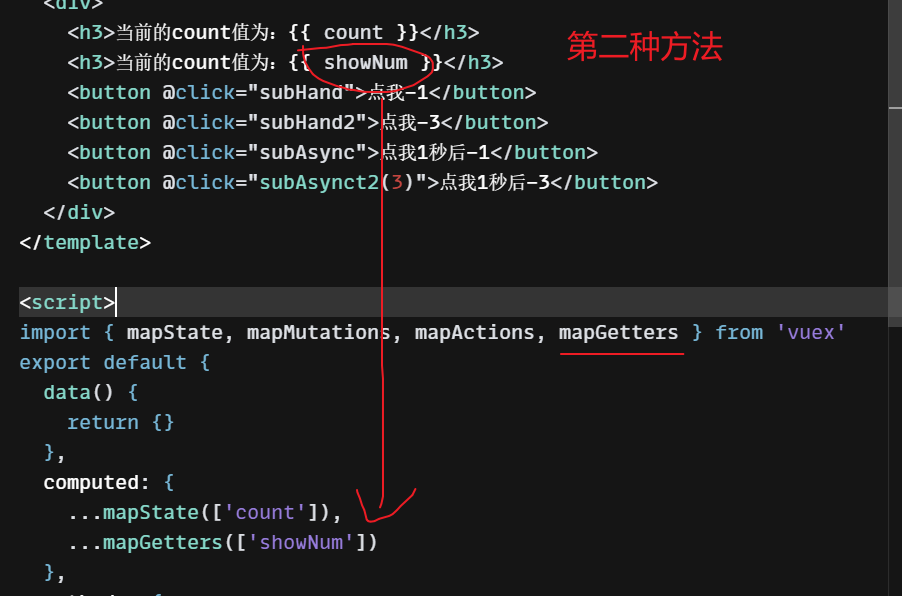 <div>
<h3>当前的count值为：{{ count }}</h3>
第二种方法
<h3>当前的count值为：{{ showNum }}</h3>
<button @click="subHand">点我-1</button>
<button @click="subHand2">点我-3</button>
<button @click="subAsync">点我1秒后-1</button>
<button @click="subAsynct2(3)">点我1秒后-3</button>
</div>
</template>
<script>
import { mapState, mapMutations, mapActions, mapGetters } from 'vuex'
export default {
data() {
return {}
},
computed: {
...mapState(['count']),
...mapGetters(['showNum'])
},